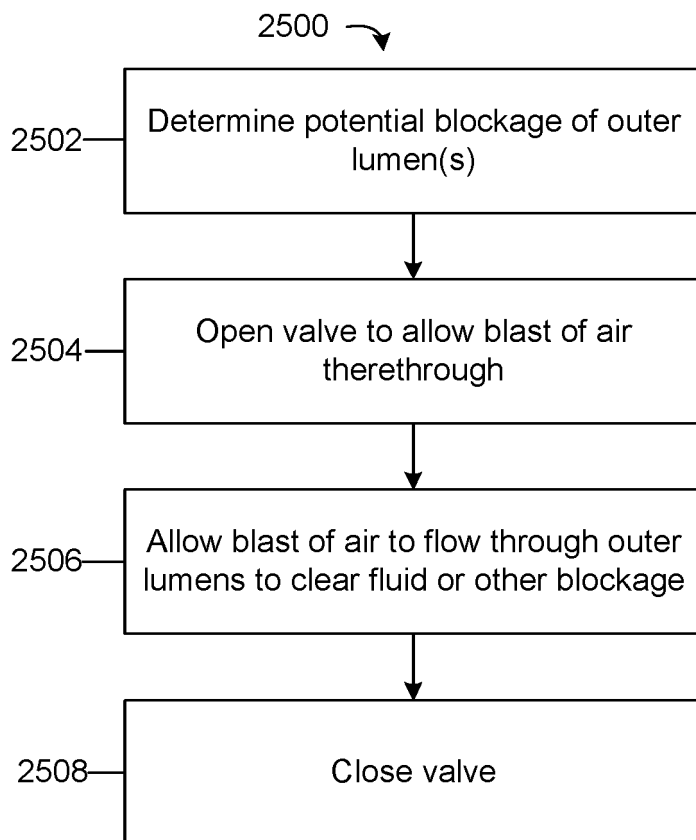 2500
2502
Determine potential blockage of outer
lumen(s)
2504
Open valve to allow blast of air
therethrough
2506
Allow blast of air to flow through outer
lumens to clear fluid or other blockage
2508
Close valve